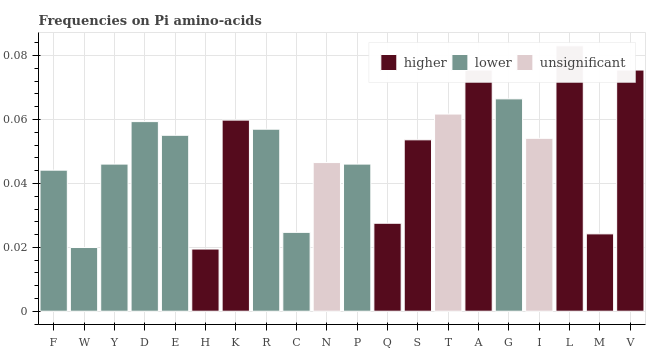 Frequencies on Pi amino-acids
higher lower unsignificant
0.08
0.06
0.04
0.02
0
F W Y D E H K R C N P Q S T A G I L M V